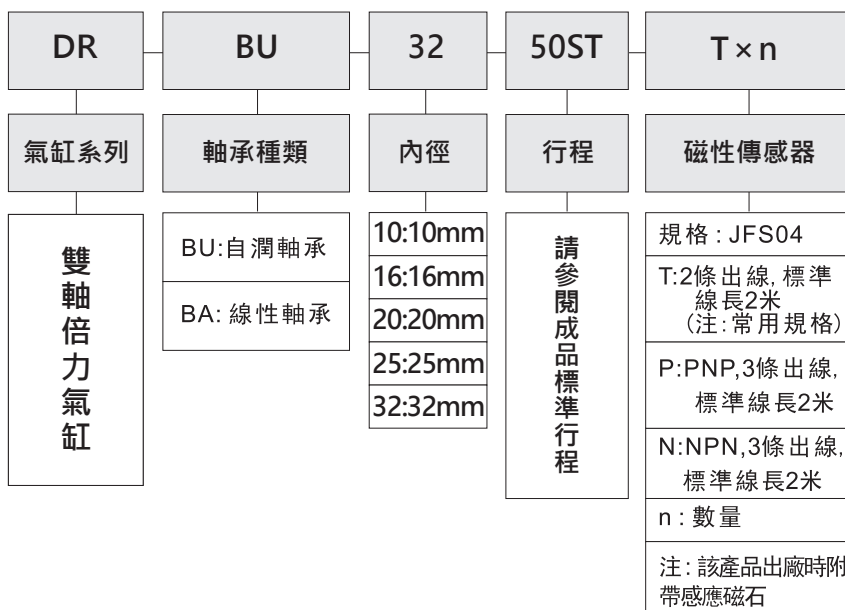 DR
BU
32
50ST
T×n
氣缸系列
軸承種類
內徑
行程
磁性傳感器
雙軸倍力氣缸
BU:自潤軸承
BA: 線性軸承
10:10mm
16:16mm
20:20mm
25:25mm
32:32mm
請參閱成品標準行程
規格 : JFS04
T:2條出線, 標準
線長2米
(注:常用規格)
P:PNP,3條出線,
標準線長2米
N:NPN,3條出線,
標準線長2米
n : 數量
注: 該產品出廠時附
帶感應磁石